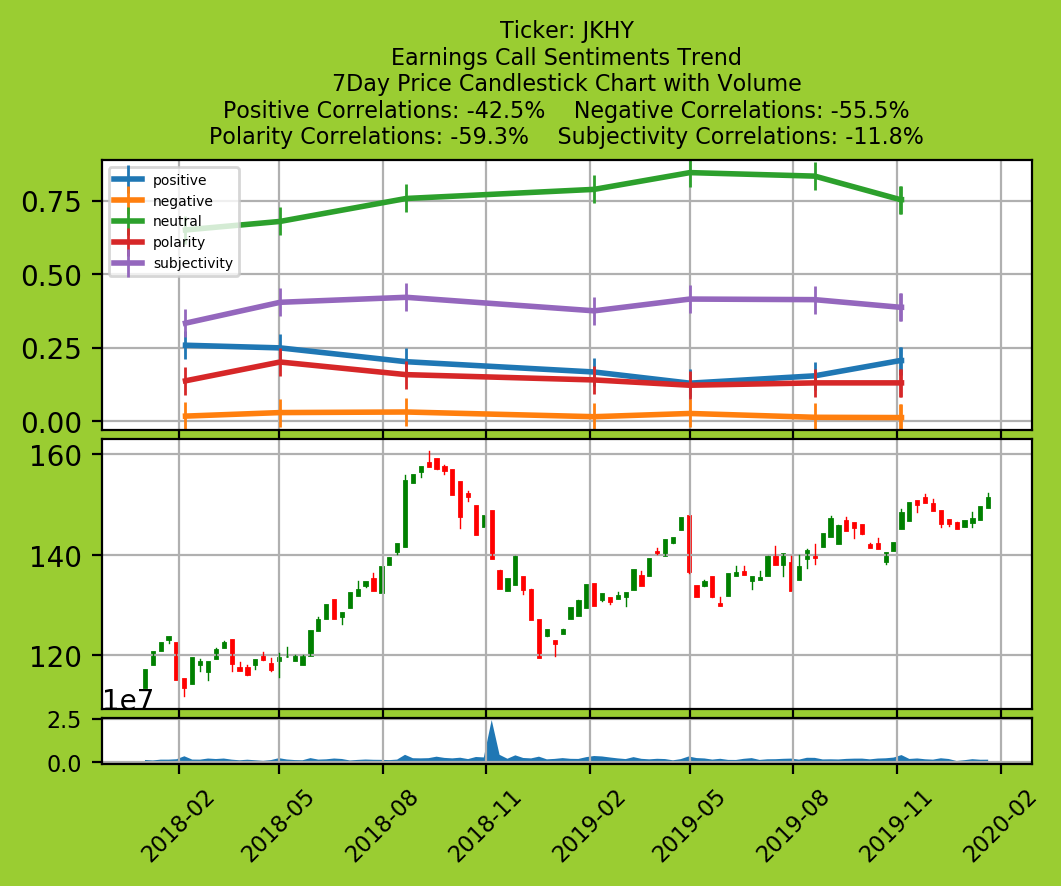 Ticker: JKHY
Earnings Call Sentiments Trend
7Day Price Candlestick Chart with Volume
Positive Correlations: -42.5%    Negative Correlations: -55.5%
Polarity Correlations: -59.3%    Subjectivity Correlations: -11.8%
positive
negative
neutral
polarity
subjectivity
0.75
0.50
0.25
0.00
160
140
120
1e7
2.5
0.0
2018-02 2018-05 2018-08 2018-11 2019-02 2019-05 2019-08 2019-11 2020-02